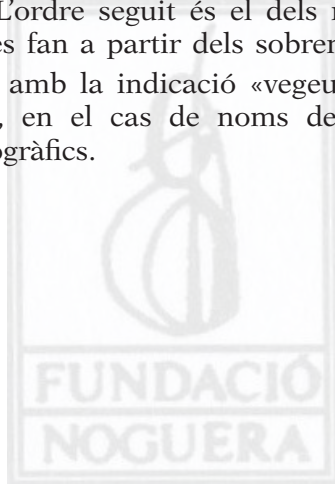 L'ordre seguit és el dels
es fan a partir dels sobre
amb la indicació «vegeu
, en el cas de noms de
ogràfics.
FUNDACIÓ
NOGUERA